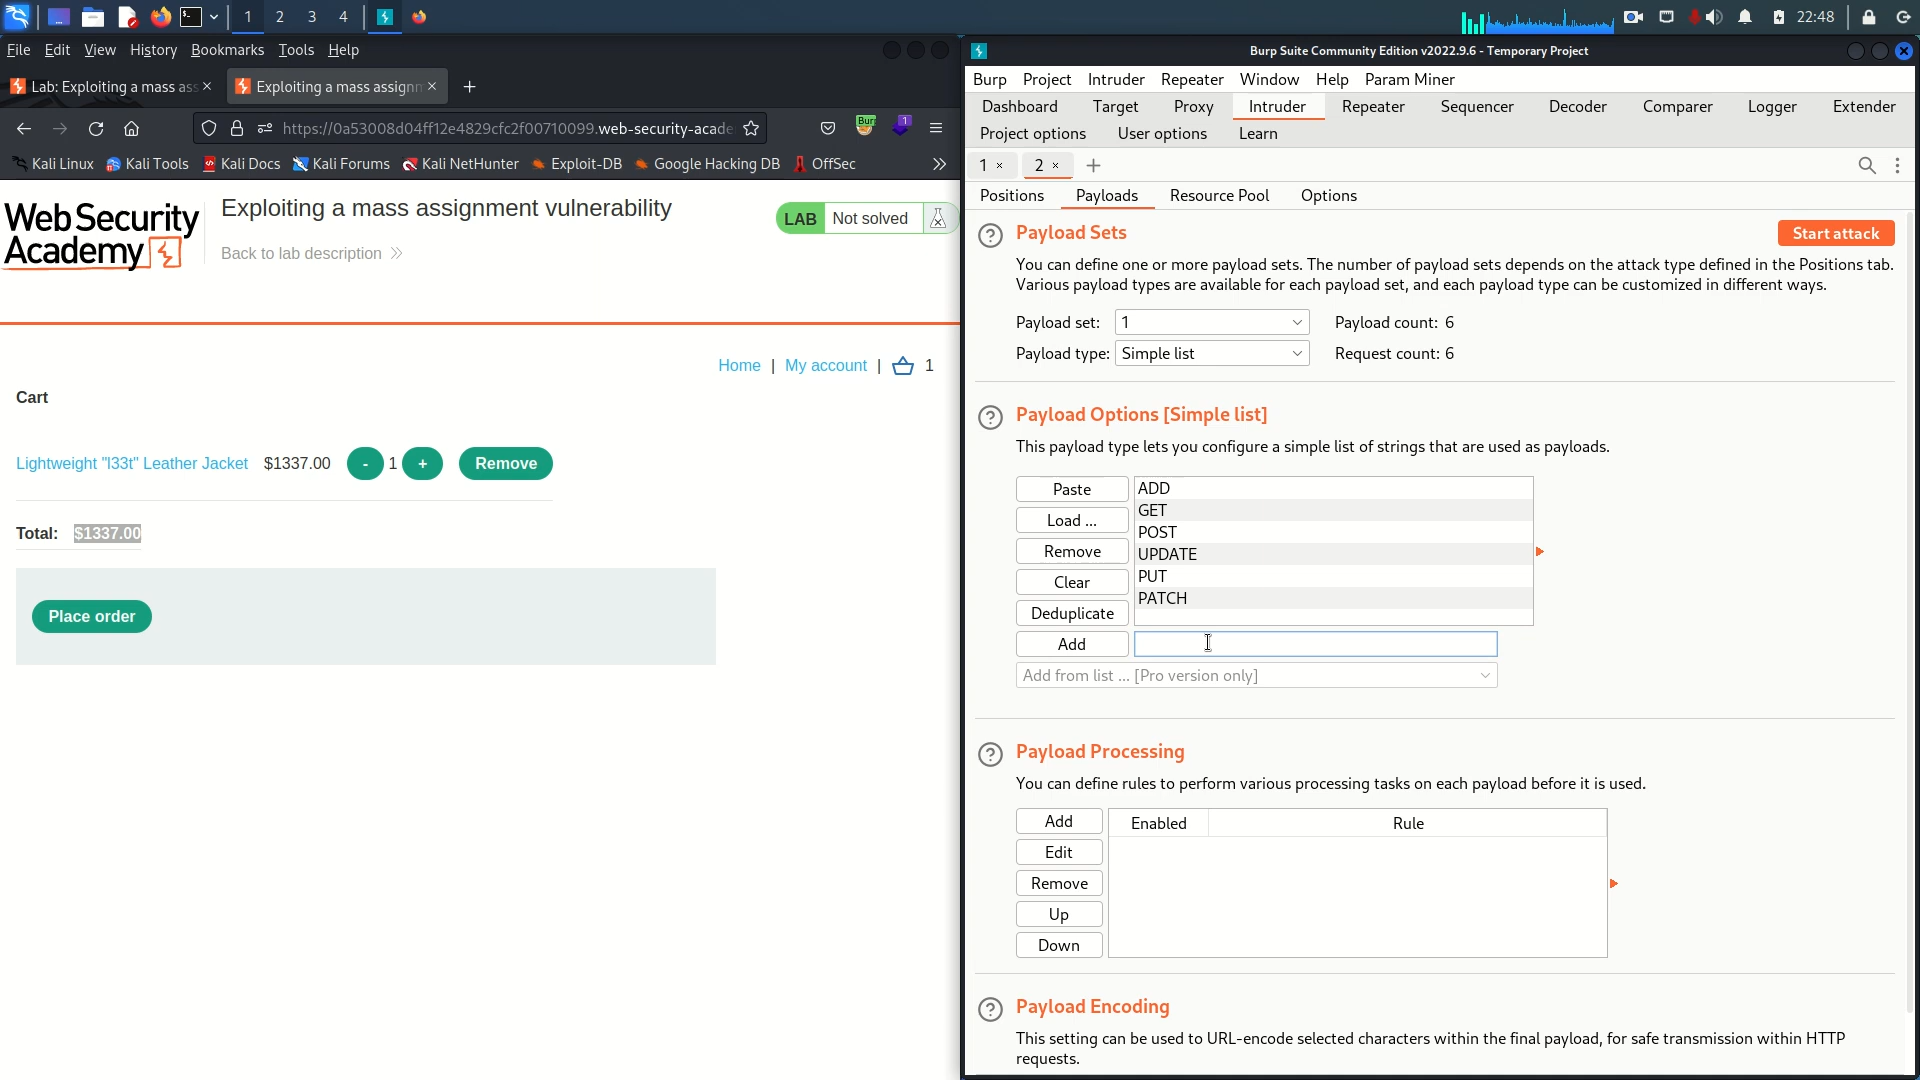 1 2 3 4
22:48
File Edit View History Bookmarks Tools Help
Lab: Exploiting a mass ass ×
Exploiting a mass assignm ×
https://0a53008d04ff12e4829cfc2f00710099.web-security-acade
Bur
1
Kali Linux Kali Tools Kali Docs Kali Forums Kali NetHunter Exploit-DB Google Hacking DB OffSec
WebSecurity
Academy
Exploiting a mass assignment vulnerability
Back to lab description
LAB Not solved
Home | My account | 1
Cart
Lightweight "l33t" Leather Jacket $1337.00 - 1 + Remove
Total: $1337.00
Place order
Burp Suite Community Edition v2022.9.6 - Temporary Project
Burp Project Intruder Repeater Window Help Param Miner
Dashboard Target Proxy Intruder Repeater Sequencer Decoder Comparer Logger Extender
Project options User options Learn
1 × 2 × +
Positions Payloads Resource Pool Options
? Payload Sets
Start attack
You can define one or more payload sets. The number of payload sets depends on the attack type defined in the Positions tab.
Various payload types are available for each payload set, and each payload type can be customized in different ways.
Payload set: 1 Payload count: 6
Payload type: Simple list Request count: 6
? Payload Options [Simple list]
This payload type lets you configure a simple list of strings that are used as payloads.
Paste
Load ...
Remove
Clear
Deduplicate
Add
ADD
GET
POST
UPDATE
PUT
PATCH
Add from list ... [Pro version only]
? Payload Processing
You can define rules to perform various processing tasks on each payload before it is used.
Add
Edit
Remove
Up
Down
Enabled Rule
? Payload Encoding
This setting can be used to URL-encode selected characters within the final payload, for safe transmission within HTTP
requests.